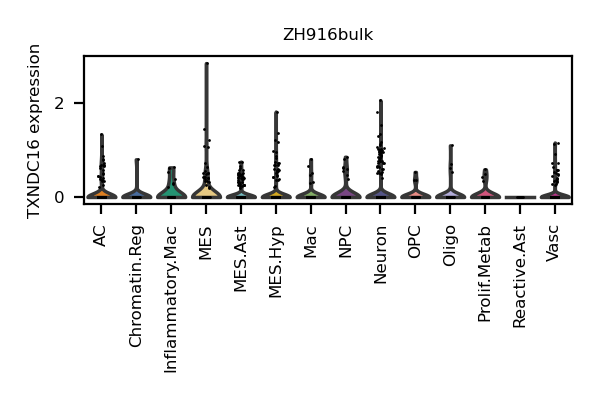 ZH916bulk
TXNDC16 expression
2
0
AC
Chromatin.Reg
Inflammatory.Mac
MES
MES.Ast
MES.Hyp
Mac
NPC
Neuron
OPC
Oligo
Prolif.Metab
Reactive.Ast
Vasc